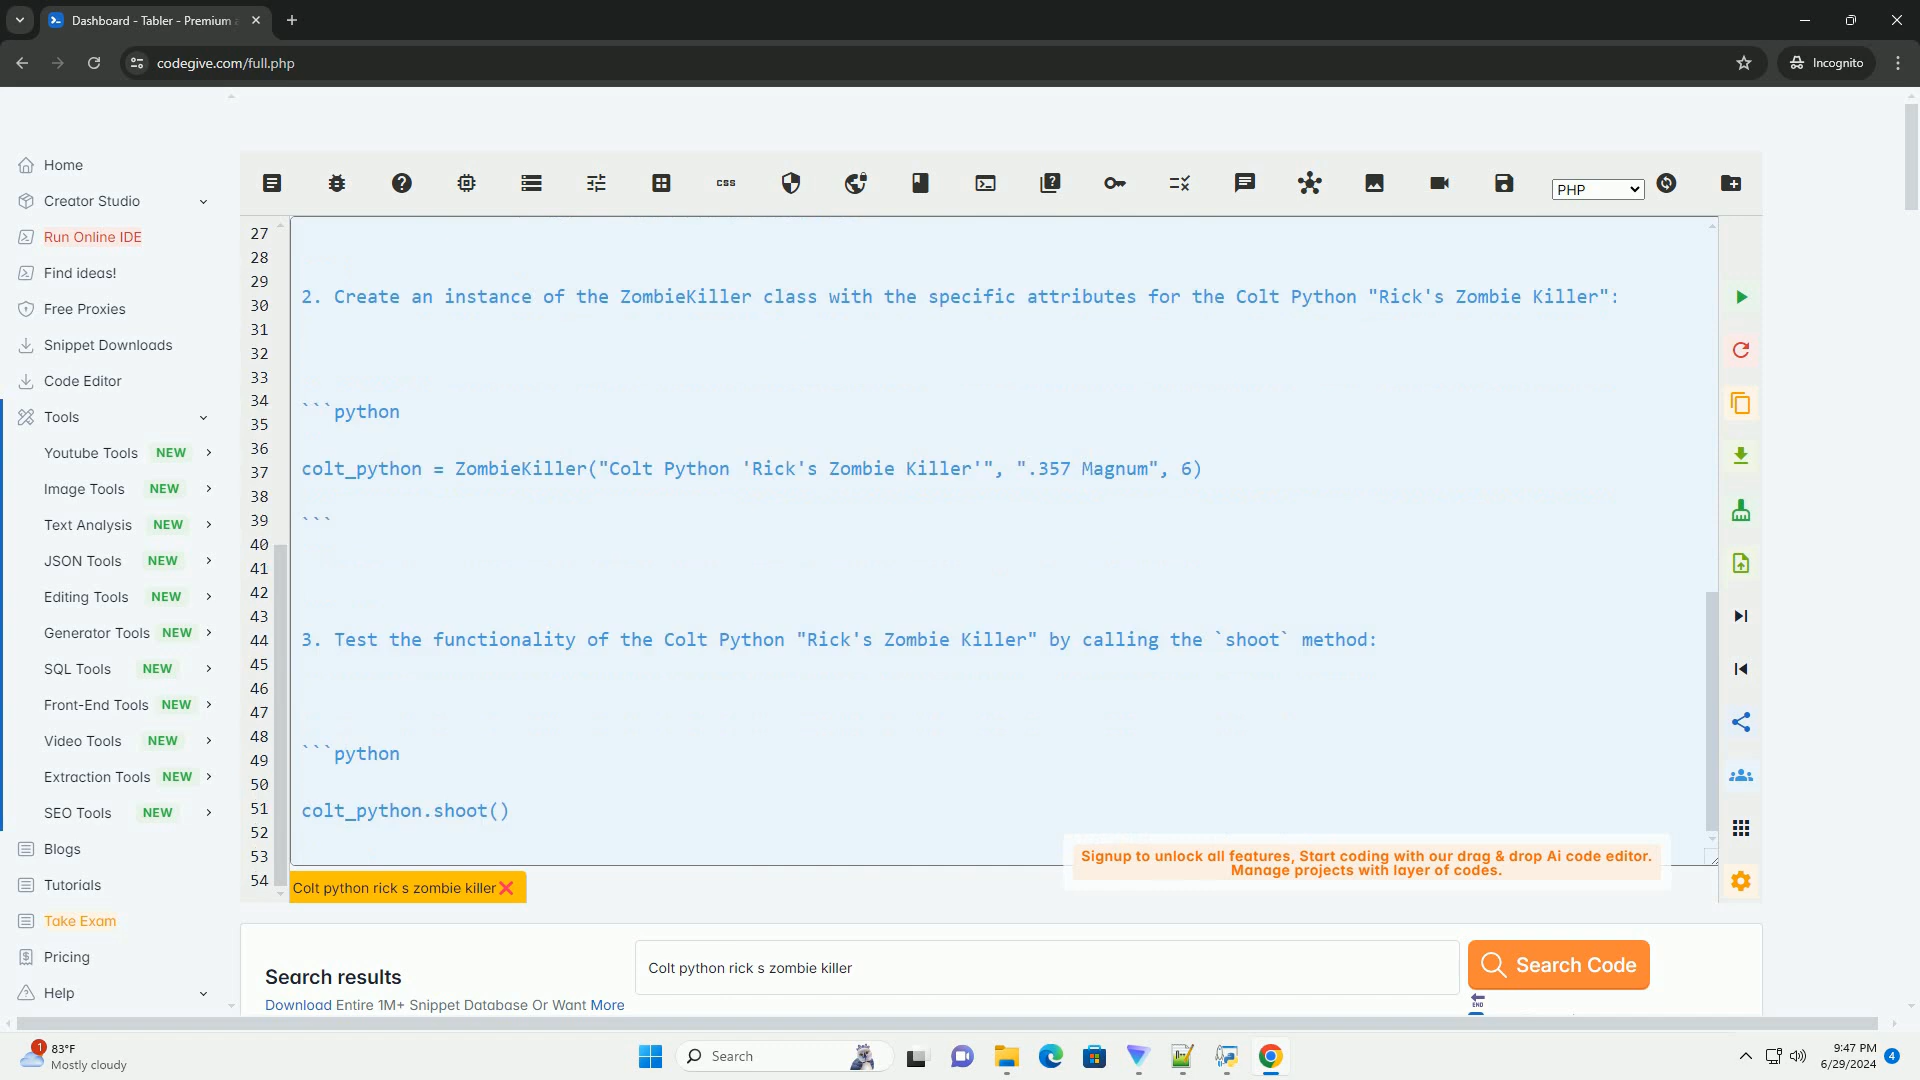 Dashboard - Tabler - Premium
codegive.com/full.php
Incognito
Home
Creator Studio
Run Online IDE
Find ideas!
Free Proxies
Snippet Downloads
Code Editor
Tools
Youtube Tools NEW
Image Tools NEW
Text Analysis NEW
JSON Tools NEW
Editing Tools NEW
Generator Tools NEW
SQL Tools NEW
Front-End Tools NEW
Video Tools NEW
Extraction Tools NEW
SEO Tools NEW
Blogs
Tutorials
Take Exam
Pricing
Help
css
PHP
27
28
29
30
31
32
33
34
35
36
37
38
39
40
41
42
43
44
45
46
47
48
49
50
51
52
53
54
2. Create an instance of the ZombieKiller class with the specific attributes for the Colt Python "Rick's Zombie Killer":
```python
colt_python = ZombieKiller("Colt Python 'Rick's Zombie Killer'", ".357 Magnum", 6)
```
3. Test the functionality of the Colt Python "Rick's Zombie Killer" by calling the `shoot` method:
```python
colt_python.shoot()
Signup to unlock all features, Start coding with our drag & drop Ai code editor.
Manage projects with layer of codes.
Colt python rick s zombie killer
Search results
Download Entire 1M+ Snippet Database Or Want More
Colt python rick s zombie killer
Search Code
END
1
83°F
Mostly cloudy
Search
9:47 PM
6/29/2024
4